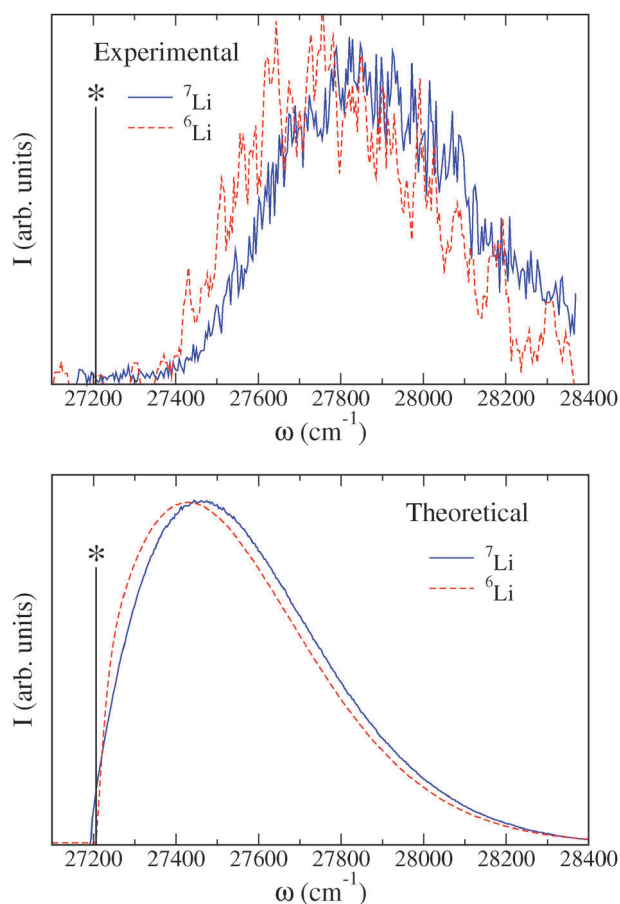 Experimental
*
⁷Li
⁶Li
I (arb. units)
27200 27400 27600 27800 28000 28200 28400
ω (cm⁻¹)
Theoretical
*
⁷Li
⁶Li
I (arb. units)
27200 27400 27600 27800 28000 28200 28400
ω (cm⁻¹)